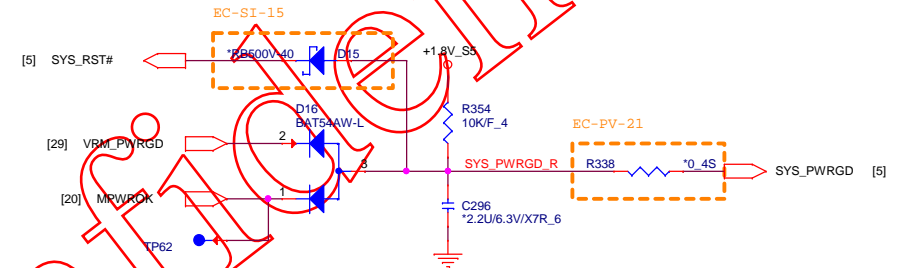 EC-SI-15
[5] SYS_RST#
*RB500V-40 D15
+1.8V_S5
D16
BAT54AW-L
R354
10K/F_4
EC-PV-21
[29] VRM_PWRGD 2
3 SYS_PWRGD_R R338 *0_4S SYS_PWRGD [5]
[20] MPWROK 1
C296
*2.2U/6.3V/X7R_6
TP62